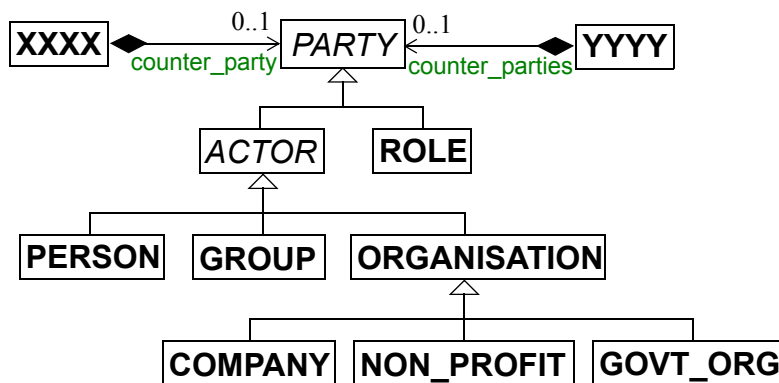 0..1
0..1
XXXX
PARTY
YYYY
counter_party
counter_parties
ACTOR
ROLE
PERSON
GROUP
ORGANISATION
COMPANY
NON_PROFIT
GOVT_ORG